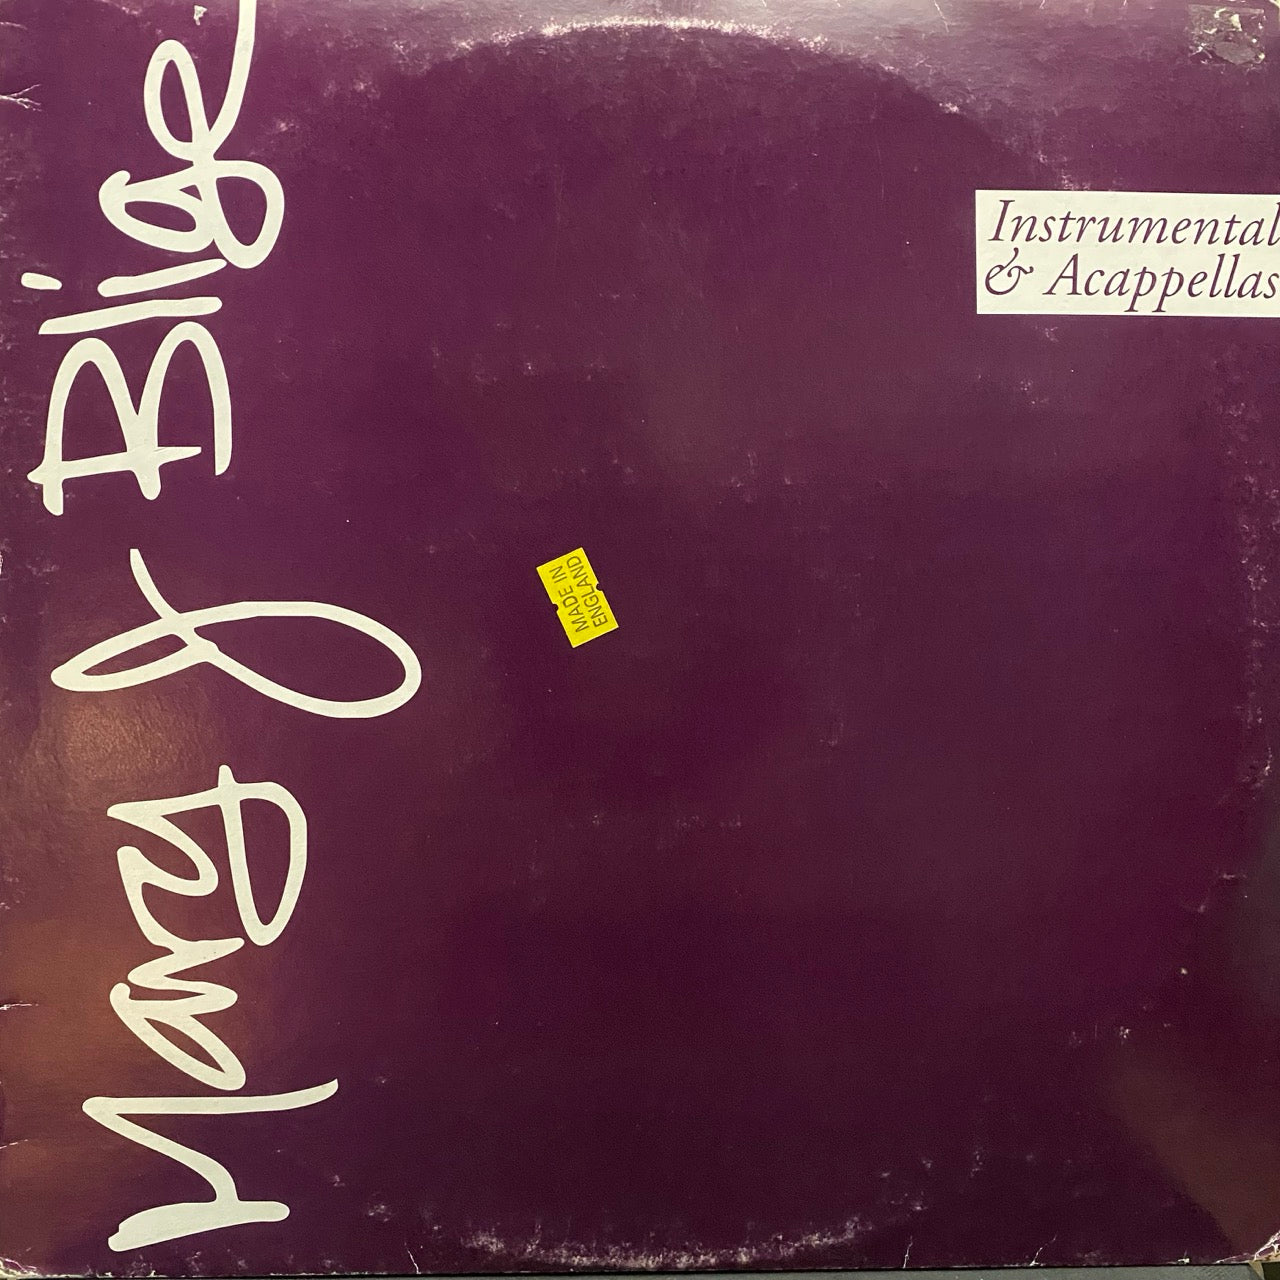 Mary J Blige
Instrumental
& Acappellas
MADE IN
ENGLAND